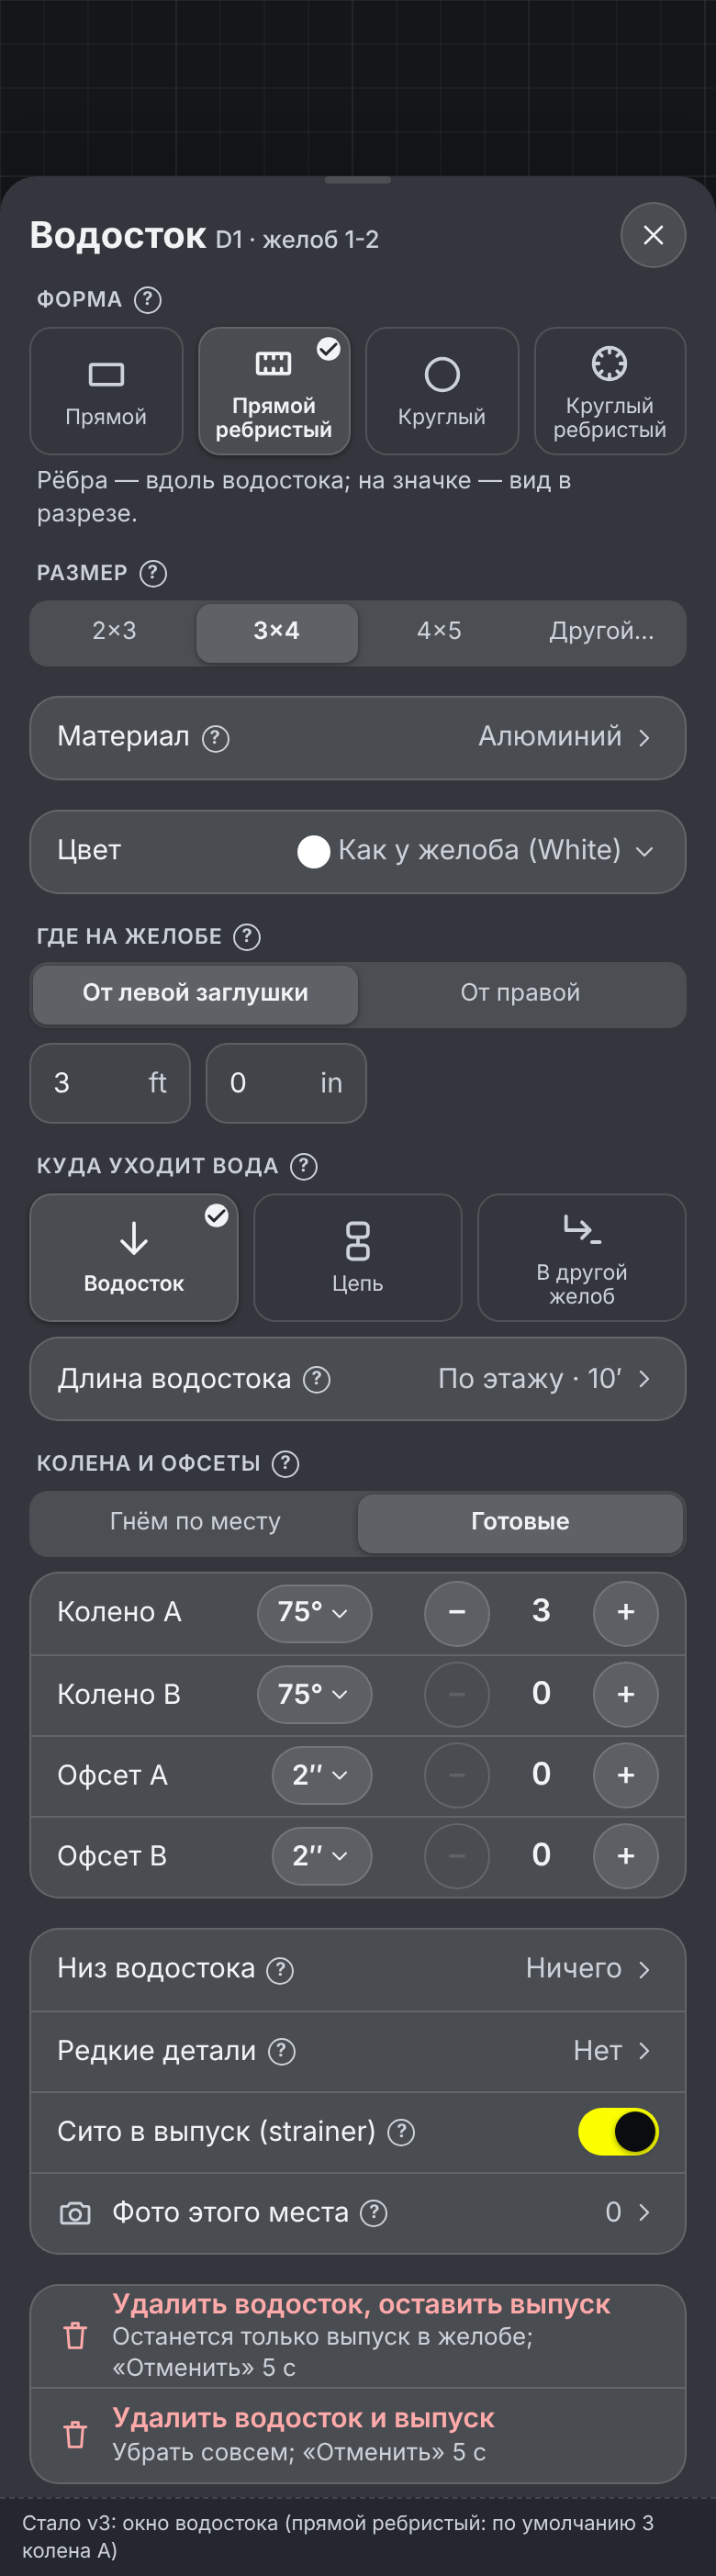 Водосток D1 · желоб 1-2
ФОРМА ?
Прямой
Прямой
ребристый
Круглый
Круглый
ребристый
Рёбра — вдоль водостока; на значке — вид в
разрезе.
РАЗМЕР ?
2×3 3×4 4×5 Другой...
Материал ? Алюминий
Цвет Как у желоба (White)
ГДЕ НА ЖЕЛОБЕ ?
От левой заглушки От правой
3 ft 0 in
КУДА УХОДИТ ВОДА ?
Водосток
Цепь
В другой
желоб
Длина водостока ? По этажу · 10′
КОЛЕНА И ОФСЕТЫ ?
Гнём по месту Готовые
Колено A 75° − 3 +
Колено B 75° − 0 +
Офсет A 2″ − 0 +
Офсет B 2″ − 0 +
Низ водостока ? Ничего
Редкие детали ? Нет
Сито в выпуск (strainer) ?
Фото этого места ? 0
Удалить водосток, оставить выпуск
Останется только выпуск в желобе;
«Отменить» 5 с
Удалить водосток и выпуск
Убрать совсем; «Отменить» 5 с
Стало v3: окно водостока (прямой ребристый: по умолчанию 3
колена A)